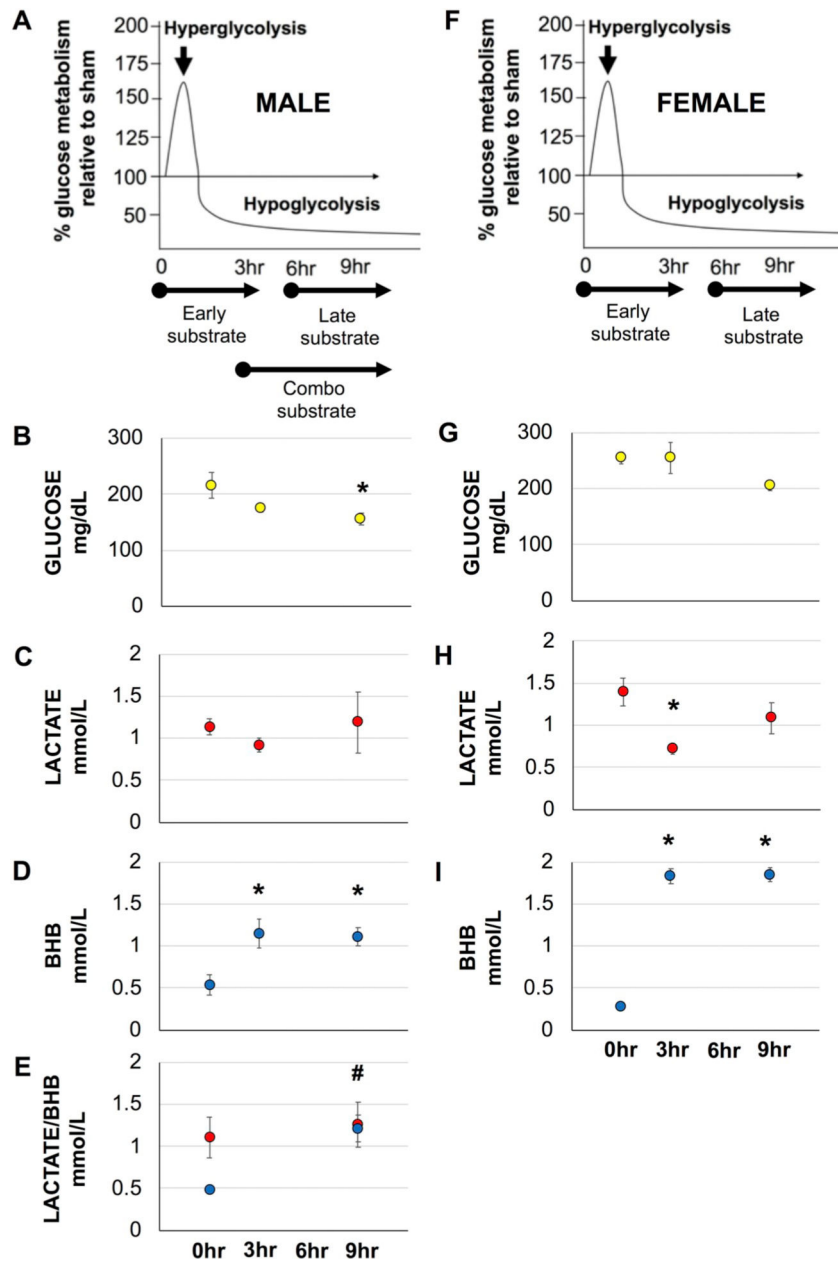 A
% glucose metabolism
relative to sham
200
175
150
125
100
50
Hyperglycolysis
MALE
Hypoglycolysis
0 3hr 6hr 9hr
Early
substrate
Late
substrate
Combo
substrate
F
% glucose metabolism
relative to sham
200
175
150
125
100
50
Hyperglycolysis
FEMALE
Hypoglycolysis
0 3hr 6hr 9hr
Early
substrate
Late
substrate
B
GLUCOSE
mg/dL
300
200
100
0
*
G
GLUCOSE
mg/dL
300
200
100
0
C
LACTATE
mmol/L
2
1.5
1
0.5
0
H
LACTATE
mmol/L
2
1.5
1
0.5
0
*
D
BHB
mmol/L
2
1.5
1
0.5
0
* *
I
BHB
mmol/L
2
1.5
1
0.5
0
* *
0hr 3hr 6hr 9hr
E
LACTATE/BHB
mmol/L
2
1.5
1
0.5
0
#
0hr 3hr 6hr 9hr